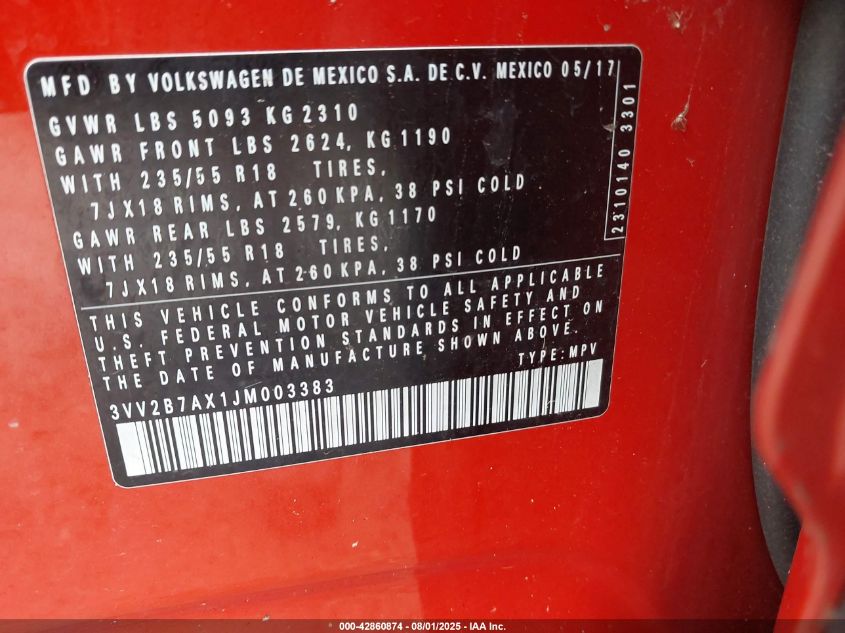 MFD BY VOLKSWAGEN DE MEXICO S.A. DE C.V. MEXICO 05/17
GVWR LBS 5093 KG 2310
GAWR FRONT LBS 2624, KG 1190
WITH 235/55 R18 TIRES,
7JX18 RIMS, AT 260 KPA, 38 PSI COLD
GAWR REAR LBS 2579, KG 1170
WITH 235/55 R18 TIRES,
7JX18 RIMS, AT 260 KPA, 38 PSI COLD
2310140 3301
THIS VEHICLE CONFORMS TO ALL APPLICABLE
U.S. FEDERAL MOTOR VEHICLE SAFETY AND
THEFT PREVENTION STANDARDS IN EFFECT ON
THE DATE OF MANUFACTURE SHOWN ABOVE.
TYPE: MPV
3VV2B7AX1JM003383
000-42860874 - 08/01/2025 - IAA Inc.